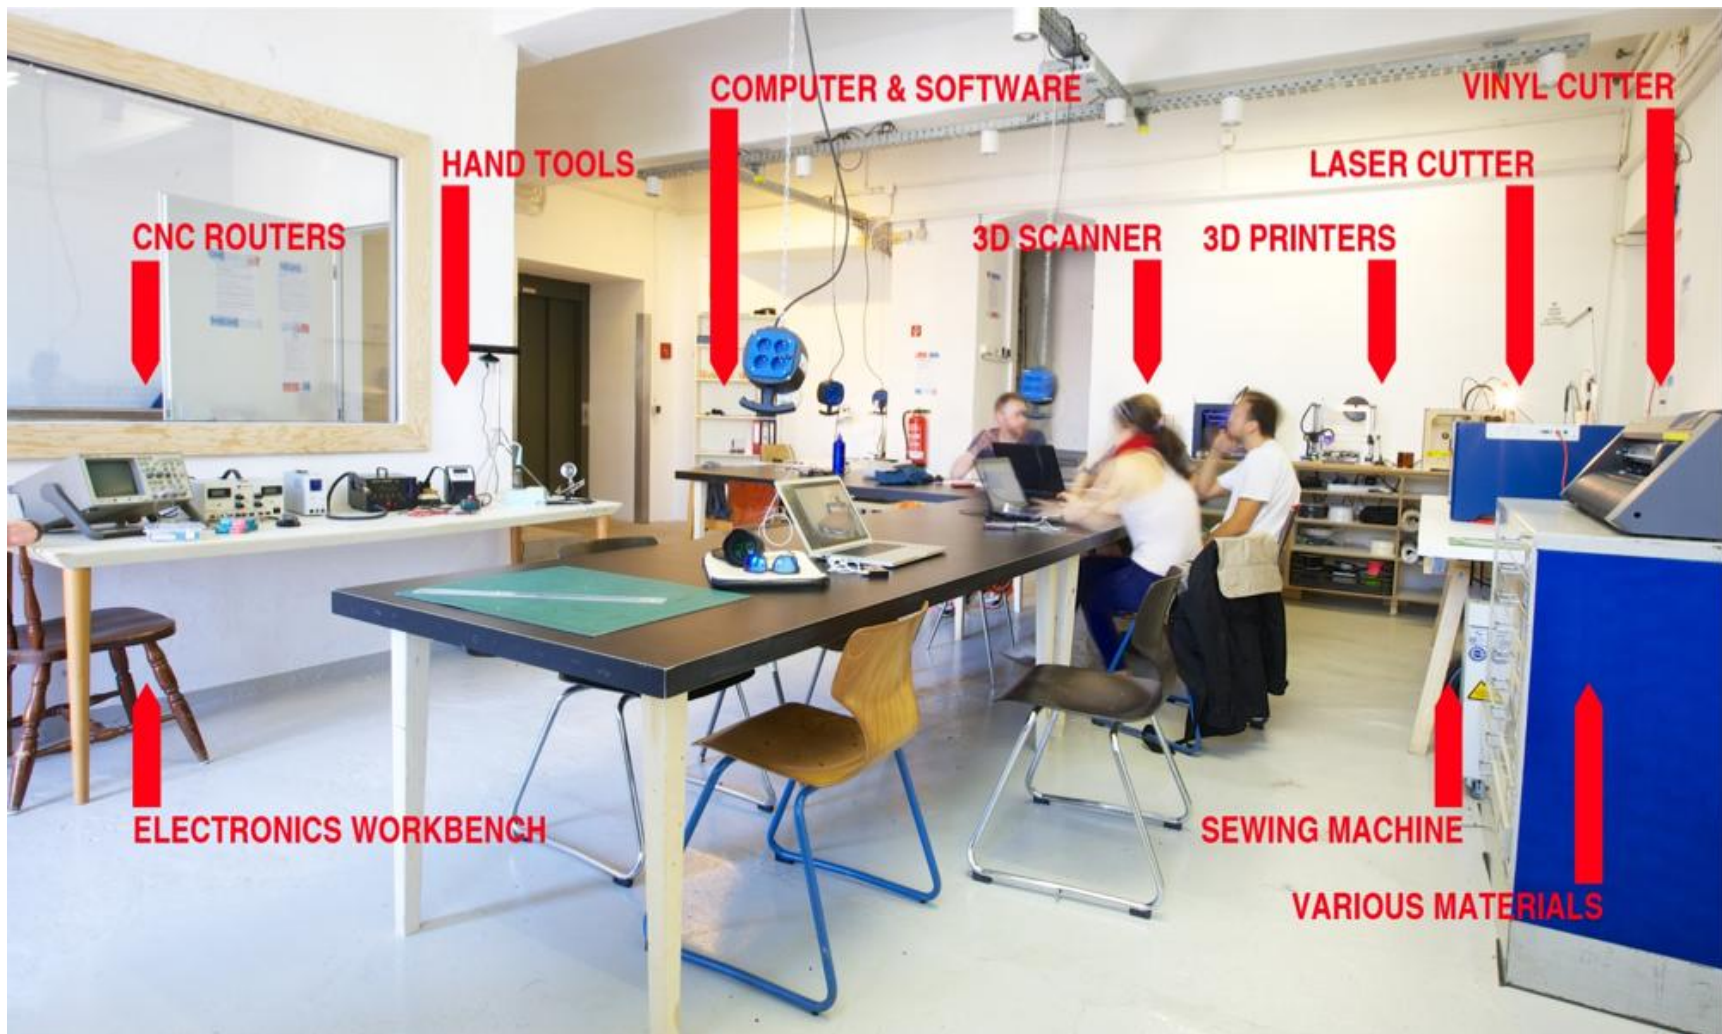 COMPUTER & SOFTWARE
VINYL CUTTER
HAND TOOLS
LASER CUTTER
CNC ROUTERS
3D SCANNER
3D PRINTERS
ELECTRONICS WORKBENCH
SEWING MACHINE
VARIOUS MATERIALS